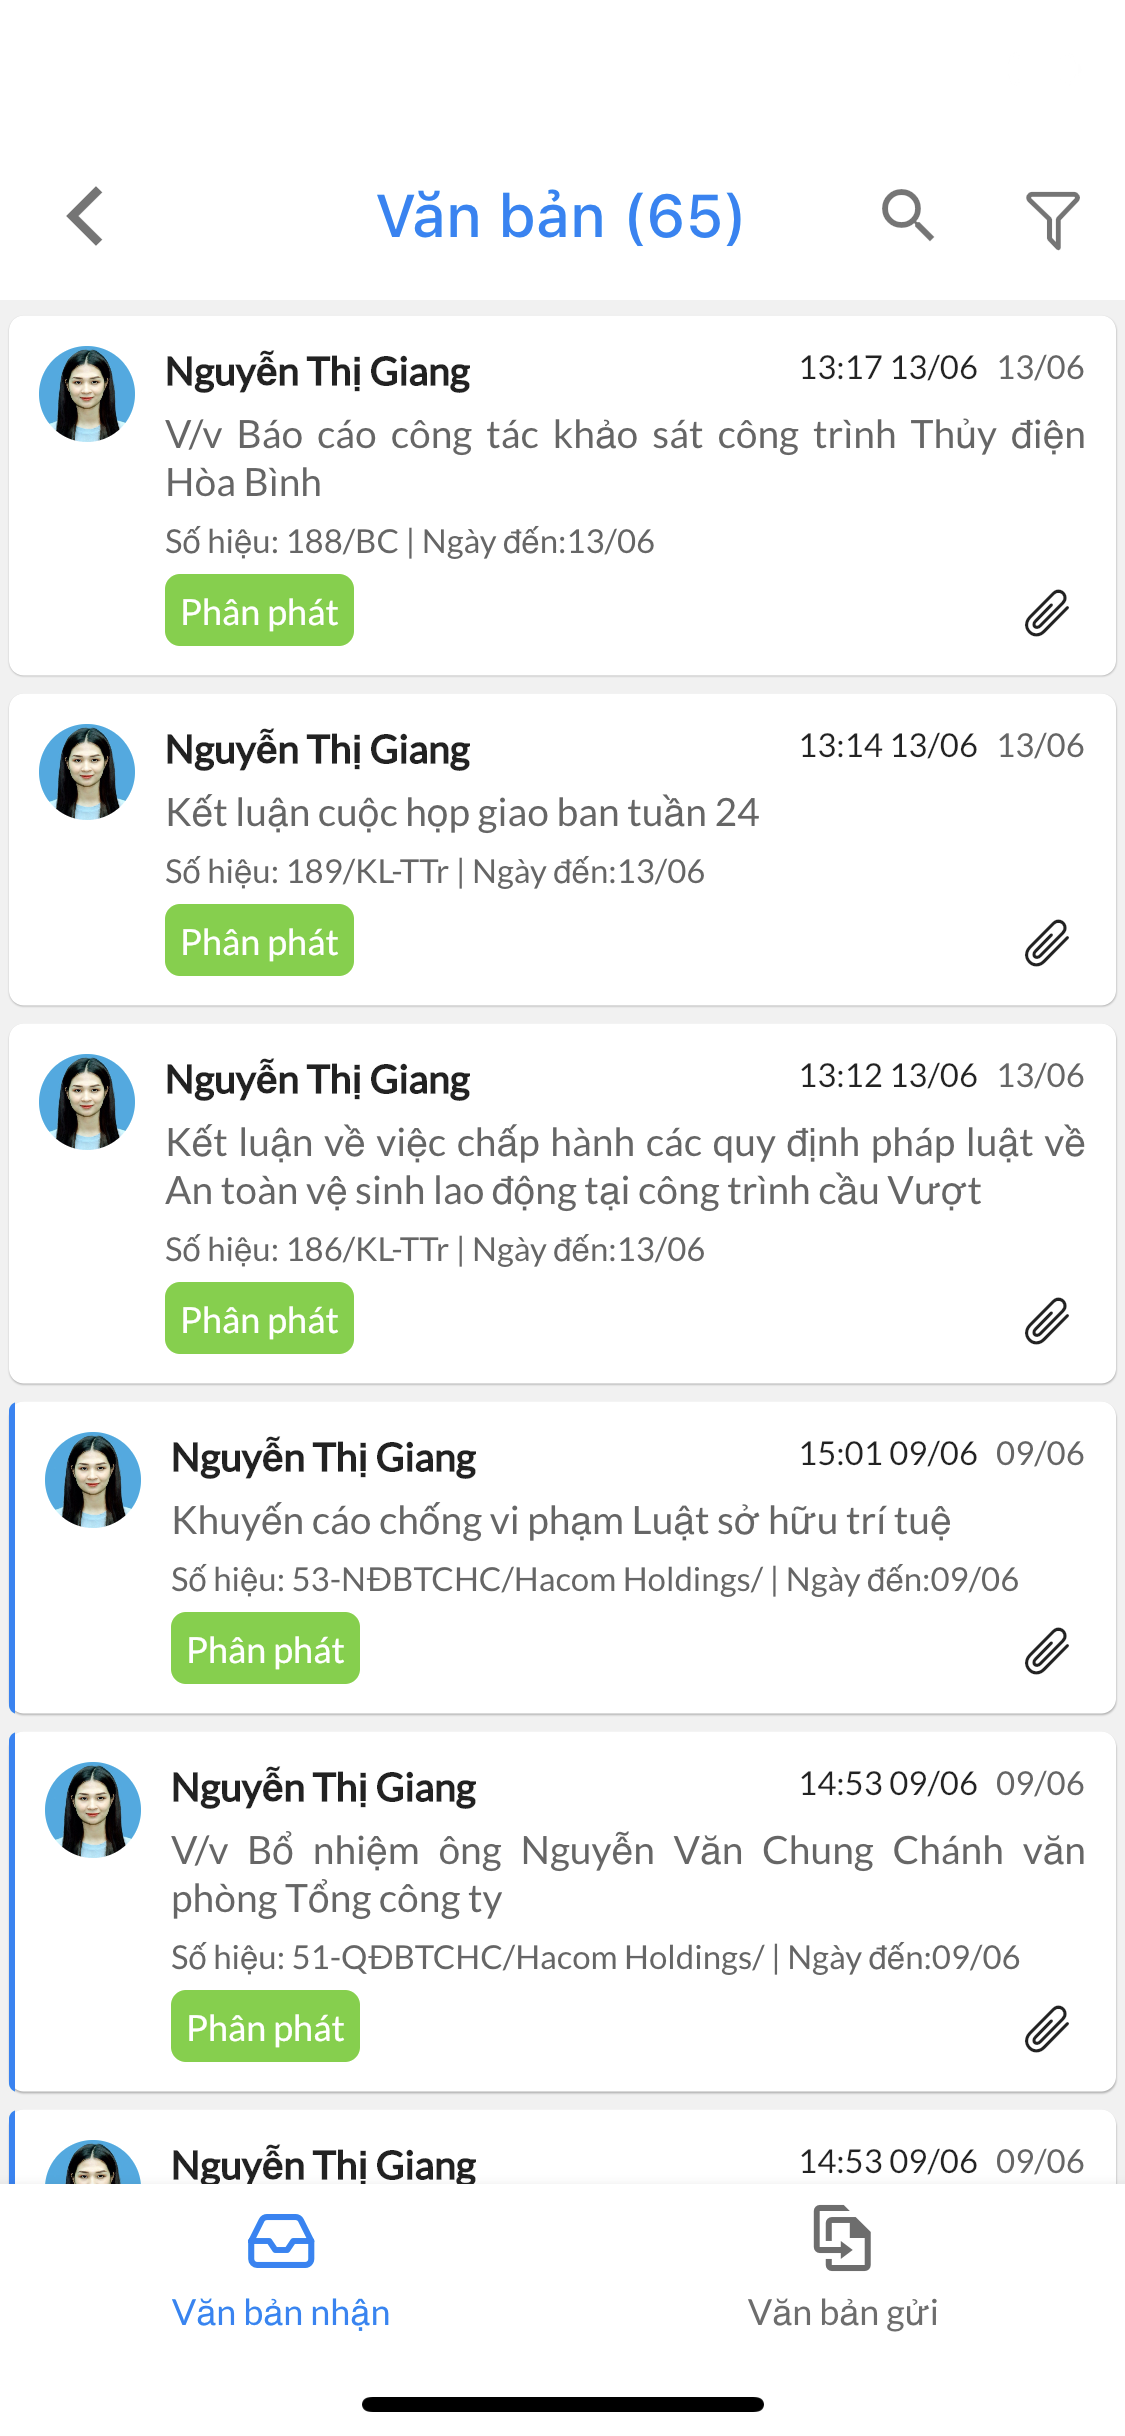 Văn bản (65)
Nguyễn Thị Giang 13:17 13/06 13/06
V/v Báo cáo công tác khảo sát công trình Thủy điện
Hòa Bình
Số hiệu: 188/BC | Ngày đến:13/06
Phân phát
Nguyễn Thị Giang 13:14 13/06 13/06
Kết luận cuộc họp giao ban tuần 24
Số hiệu: 189/KL-TTr | Ngày đến:13/06
Phân phát
Nguyễn Thị Giang 13:12 13/06 13/06
Kết luận về việc chấp hành các quy định pháp luật về
An toàn vệ sinh lao động tại công trình cầu Vượt
Số hiệu: 186/KL-TTr | Ngày đến:13/06
Phân phát
Nguyễn Thị Giang 15:01 09/06 09/06
Khuyến cáo chống vi phạm Luật sở hữu trí tuệ
Số hiệu: 53-NĐBTCHC/Hacom Holdings/ | Ngày đến:09/06
Phân phát
Nguyễn Thị Giang 14:53 09/06 09/06
V/v Bổ nhiệm ông Nguyễn Văn Chung Chánh văn
phòng Tổng công ty
Số hiệu: 51-QĐBTCHC/Hacom Holdings/ | Ngày đến:09/06
Phân phát
Nguyễn Thị Giang 14:53 09/06 09/06
Văn bản nhận Văn bản gửi